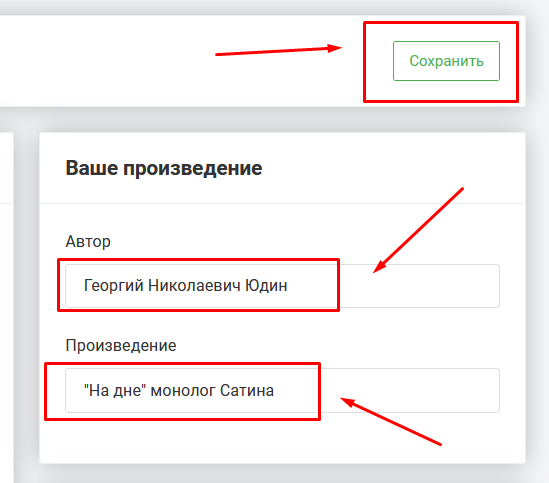 Сохранить
Ваше произведение
Автор
Георгий Николаевич Юдин
Произведение
"На дне" монолог Сатина